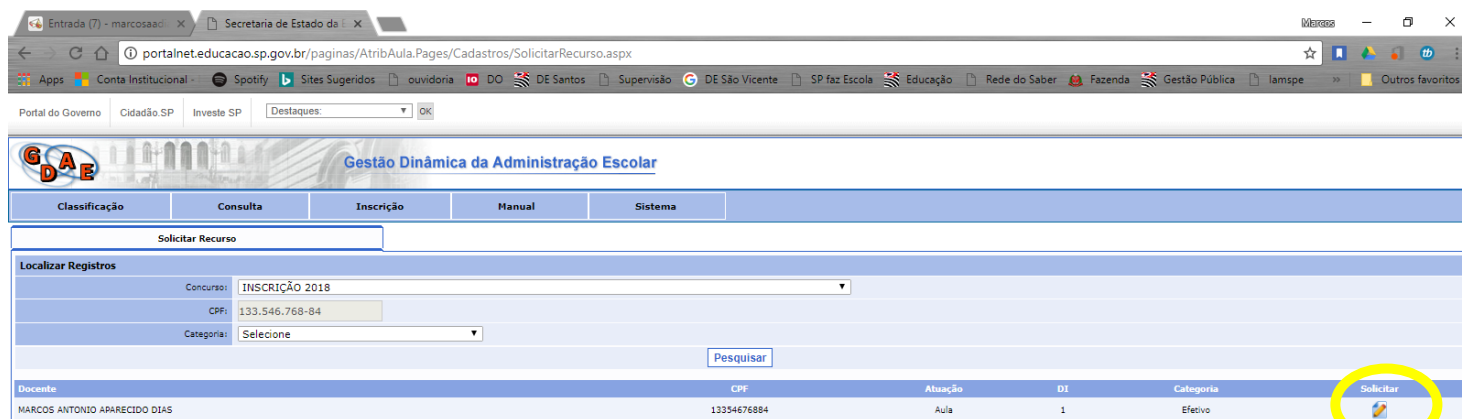 Entrada (7) - marcosaad
Secretaria de Estado da E
Marcos
portalnet.educacao.sp.gov.br/paginas/AtribAula.Pages/Cadastros/SolicitarRecurso.aspx
Apps Conta Institucional - Spotify Sites Sugeridos ouvidoria DO DE Santos Supervisão DE São Vicente SP faz Escola Educação Rede do Saber Fazenda Gestão Pública Iamspe » Outros favoritos
Portal do Governo Cidadão.SP Investe SP Destaques: OK
GDAE Gestão Dinâmica da Administração Escolar
Classificação Consulta Inscrição Manual Sistema
Solicitar Recurso
Localizar Registros
Concurso: INSCRIÇÃO 2018
CPF: 133.546.768-84
Categoria: Selecione
Pesquisar
Docente CPF Atuação DI Categoria Solicitar
MARCOS ANTONIO APARECIDO DIAS 13354676884 Aula 1 Efetivo